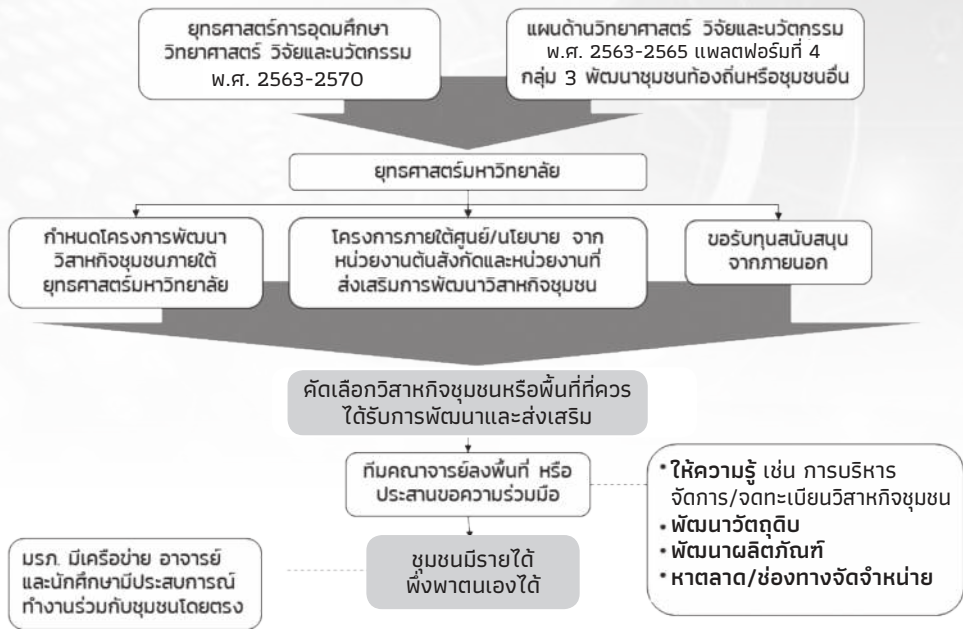 ยุทธศาสตร์การอุดมศึกษา
วิทยาศาสตร์ วิจัยและนวัตกรรม
พ.ศ. 2563-2570
แผนด้านวิทยาศาสตร์ วิจัยและนวัตกรรม
พ.ศ. 2563-2565 แพลตฟอร์มที่ 4
กลุ่ม 3 พัฒนาชุมชนท้องถิ่นหรือชุมชนอื่น
ยุทธศาสตร์มหาวิทยาลัย
กำหนดโครงการพัฒนา
วิสาหกิจชุมชนภายใต้
ยุทธศาสตร์มหาวิทยาลัย
โครงการภายใต้ศูนย์/นโยบาย จาก
หน่วยงานต้นสังกัดและหน่วยงานที่
ส่งเสริมการพัฒนาวิสาหกิจชุมชน
ขอรับทุนสนับสนุน
จากภายนอก
คัดเลือกวิสาหกิจชุมชนหรือพื้นที่ที่ควร
ได้รับการพัฒนาและส่งเสริม
ทีมคณาจารย์ลงพื้นที่ หรือ
ประสานขอความร่วมมือ
• ให้ความรู้ เช่น การบริหาร
จัดการ/จดทะเบียนวิสาหกิจชุมชน
• พัฒนาวัตถุดิบ
• พัฒนาผลิตภัณฑ์
• หาตลาด/ช่องทางจัดจำหน่าย
มรภ. มีเครือข่าย อาจารย์
และนักศึกษามีประสบการณ์
ทำงานร่วมกับชุมชนโดยตรง
ชุมชนมีรายได้
พึ่งพาตนเองได้